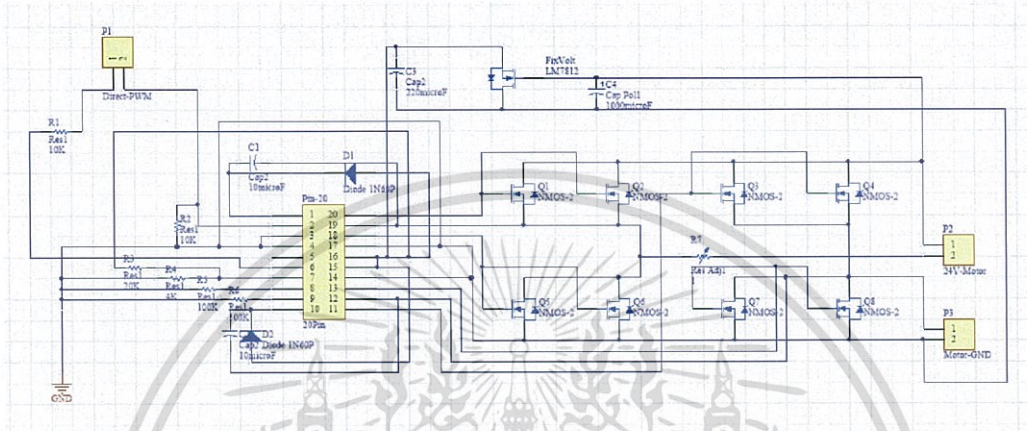 P1
Direct-PWM
R1
Res1
10K
C3
Cap2
220microF
FixVolt
LM7812
C4
Cap Pol1
1000microF
C1
Cap2
10microF
D1
Diode 1N60P
R2
Res1
10K
Pin-20
1 20
2 19
3 18
4 17
5 16
6 15
7 14
8 13
9 12
10 11
20Pin
Q1
NMOS-2
Q2
NMOS-2
Q3
NMOS-2
Q4
NMOS-2
R3
Res1
20K
R4
Res1
R5
Res1
100K
R6
Res1
Cap2
10microF
D2
Diode 1N60P
Res Adj1
1
Q5
NMOS-2
Q6
NMOS-2
Q7
NMOS-2
Q8
NMOS-2
P2
1
2
24V-Motor
P3
1
2
Motor-GND
GND